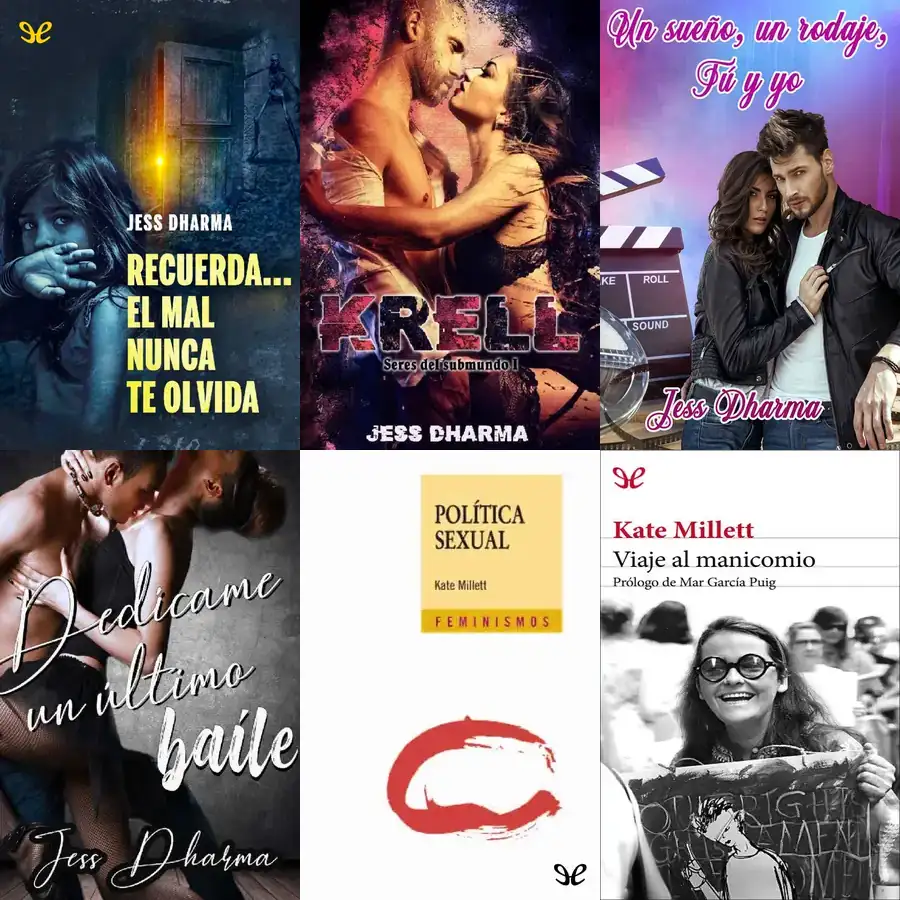 JESS DHARMA
RECUERDA...
EL MAL
NUNCA
TE OLVIDA
KRELL
Seres del submundo I
JESS DHARMA
Un sueño, un rodaje,
Tú y yo
KE ROLL
SOUND
Jess Dharma
Dedícame
un último
baile
Jess Dharma
POLÍTICA
SEXUAL
Kate Millett
FEMINISMOS
Kate Millett
Viaje al manicomio
Prólogo de Mar García Puig